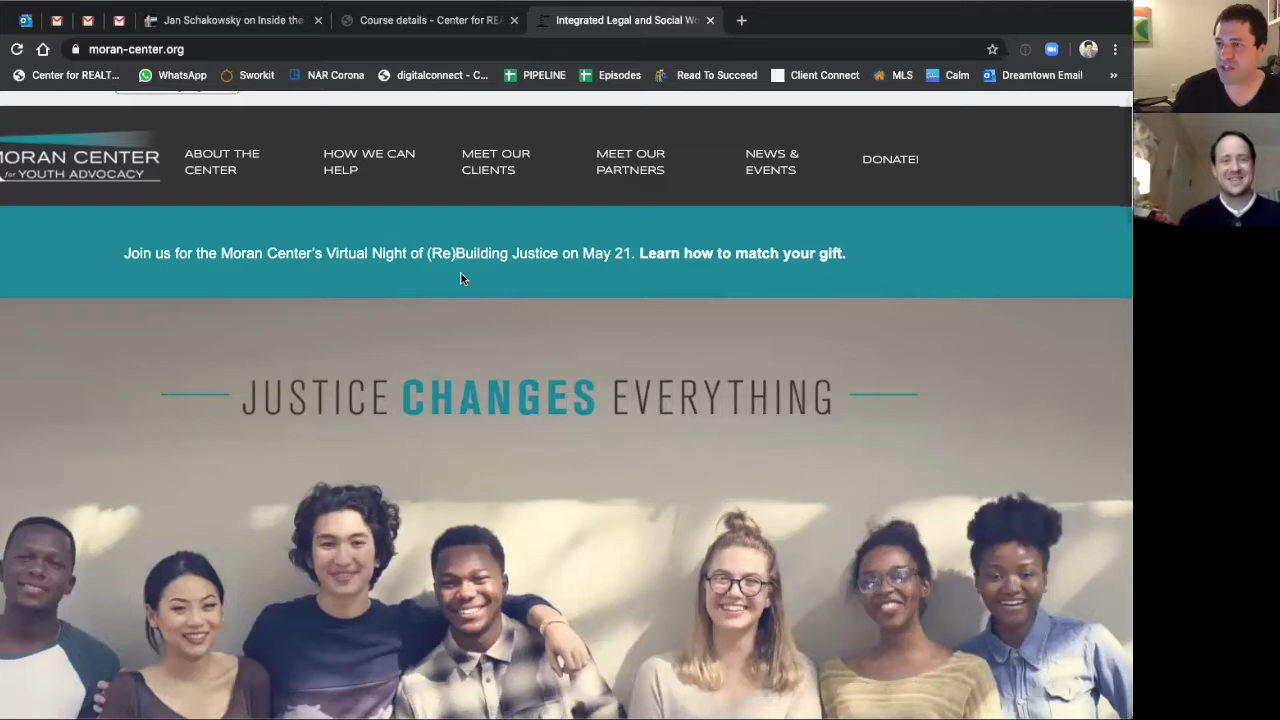 Jan Schakowsky on Inside the
Course details - Center for REA
Integrated Legal and Social Wo
moran-center.org
Center for REALT...
WhatsApp
Sworkit
NAR Corona
digitalconnect - C...
PIPELINE
Episodes
Read To Succeed
Client Connect
MLS
Calm
Dreamtown Email
»
MORAN CENTER
for YOUTH ADVOCACY
ABOUT THE
CENTER
HOW WE CAN
HELP
MEET OUR
CLIENTS
MEET OUR
PARTNERS
NEWS &
EVENTS
DONATE!
Join us for the Moran Center's Virtual Night of (Re)Building Justice on May 21. Learn how to match your gift.
JUSTICE CHANGES EVERYTHING